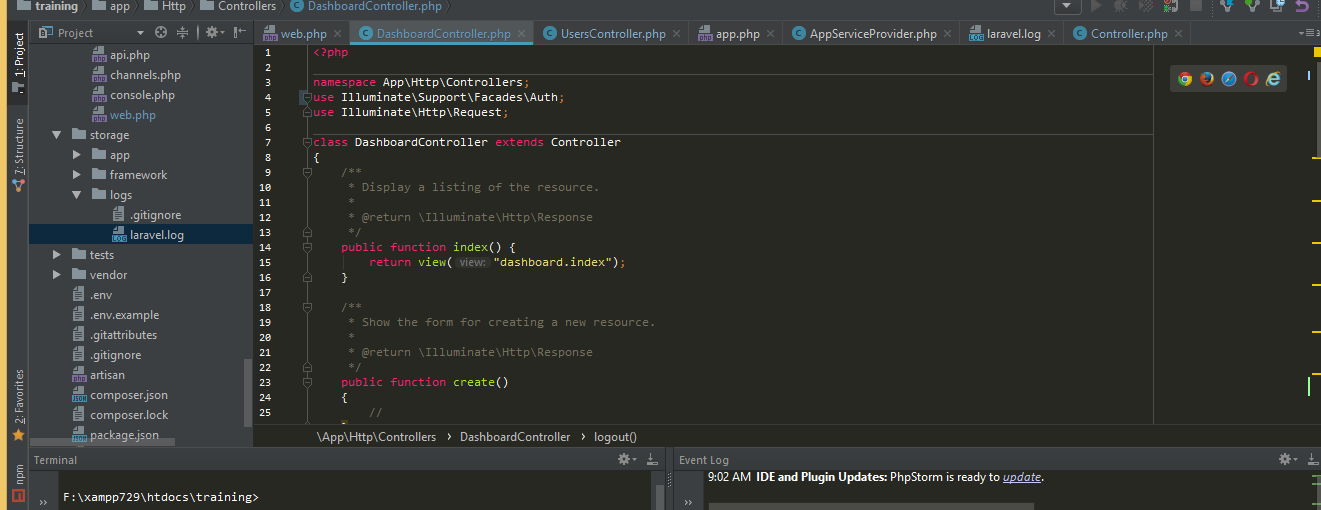 training app Http Controllers DashboardController.php
Project
web.php DashboardController.php UsersController.php app.php AppServiceProvider.php laravel.log Controller.php
1: Project
7: Structure
2: Favorites
npm
api.php
channels.php
console.php
web.php
storage
app
framework
logs
.gitignore
laravel.log
tests
vendor
.env
.env.example
.gitattributes
.gitignore
artisan
composer.json
composer.lock
package.json
1 <?php
2
3 namespace App\Http\Controllers;
4 use Illuminate\Support\Facades\Auth;
5 use Illuminate\Http\Request;
6
7 class DashboardController extends Controller
8 {
9 /**
10 * Display a listing of the resource.
11 *
12 * @return \Illuminate\Http\Response
13 */
14 public function index() {
15 return view( view: "dashboard.index");
16 }
17
18 /**
19 * Show the form for creating a new resource.
20 *
21 * @return \Illuminate\Http\Response
22 */
23 public function create()
24 {
25 //
\App\Http\Controllers › DashboardController › logout()
Terminal
F:\xampp729\htdocs\training>
Event Log
9:02 AM IDE and Plugin Updates: PhpStorm is ready to update.